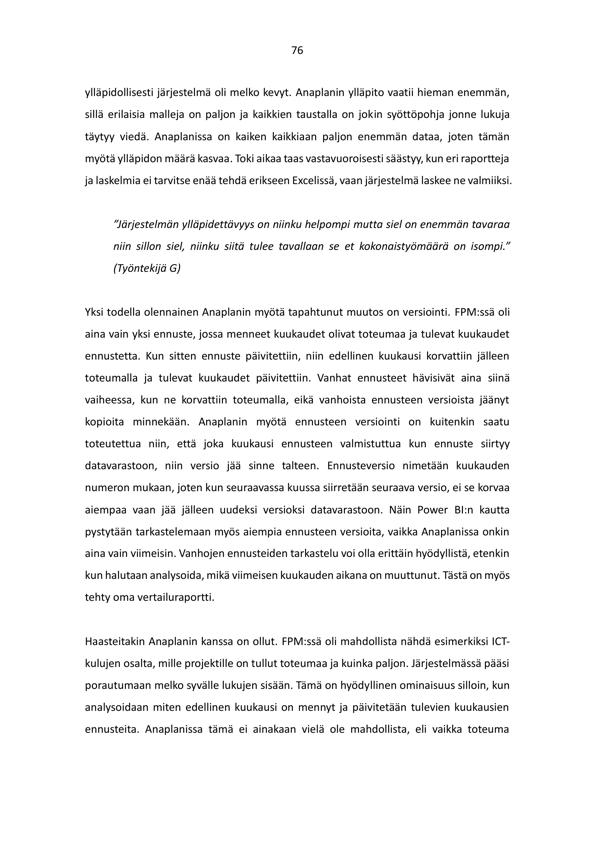 76
ylläpidollisesti järjestelmä oli melko kevyt. Anaplanin ylläpito vaatii hieman enemmän,
sillä erilaisia malleja on paljon ja kaikkien taustalla on jokin syöttöpohja jonne lukuja
täytyy viedä. Anaplanissa on kaiken kaikkiaan paljon enemmän dataa, joten tämän
myötä ylläpidon määrä kasvaa. Toki aikaa taas vastavuoroisesti säästyy, kun eri raportteja
ja laskelmia ei tarvitse enää tehdä erikseen Excelissä, vaan järjestelmä laskee ne valmiiksi.
”Järjestelmän ylläpidettävyys on niinku helpompi mutta siel on enemmän tavaraa
niin sillon siel, niinku siitä tulee tavallaan se et kokonaistyömäärä on isompi.”
(Työntekijä G)
Yksi todella olennainen Anaplanin myötä tapahtunut muutos on versiointi. FPM:ssä oli
aina vain yksi ennuste, jossa menneet kuukaudet olivat toteumaa ja tulevat kuukaudet
ennustetta. Kun sitten ennuste päivitettiin, niin edellinen kuukausi korvattiin jälleen
toteumalla ja tulevat kuukaudet päivitettiin. Vanhat ennusteet hävisivät aina siinä
vaiheessa, kun ne korvattiin toteumalla, eikä vanhoista ennusteen versioista jäänyt
kopioita minnekään. Anaplanin myötä ennusteen versiointi on kuitenkin saatu
toteutettua niin, että joka kuukausi ennusteen valmistuttua kun ennuste siirtyy
datavarastoon, niin versio jää sinne talteen. Ennusteversio nimetään kuukauden
numeron mukaan, joten kun seuraavassa kuussa siirretään seuraava versio, ei se korvaa
aiempaa vaan jää jälleen uudeksi versioksi datavarastoon. Näin Power BI:n kautta
pystytään tarkastelemaan myös aiempia ennusteen versioita, vaikka Anaplanissa onkin
aina vain viimeisin. Vanhojen ennusteiden tarkastelu voi olla erittäin hyödyllistä, etenkin
kun halutaan analysoida, mikä viimeisen kuukauden aikana on muuttunut. Tästä on myös
tehty oma vertailuraportti.
Haasteitakin Anaplanin kanssa on ollut. FPM:ssä oli mahdollista nähdä esimerkiksi ICT-
kulujen osalta, mille projektille on tullut toteumaa ja kuinka paljon. Järjestelmässä pääsi
porautumaan melko syvälle lukujen sisään. Tämä on hyödyllinen ominaisuus silloin, kun
analysoidaan miten edellinen kuukausi on mennyt ja päivitetään tulevien kuukausien
ennusteita. Anaplanissa tämä ei ainakaan vielä ole mahdollista, eli vaikka toteuma